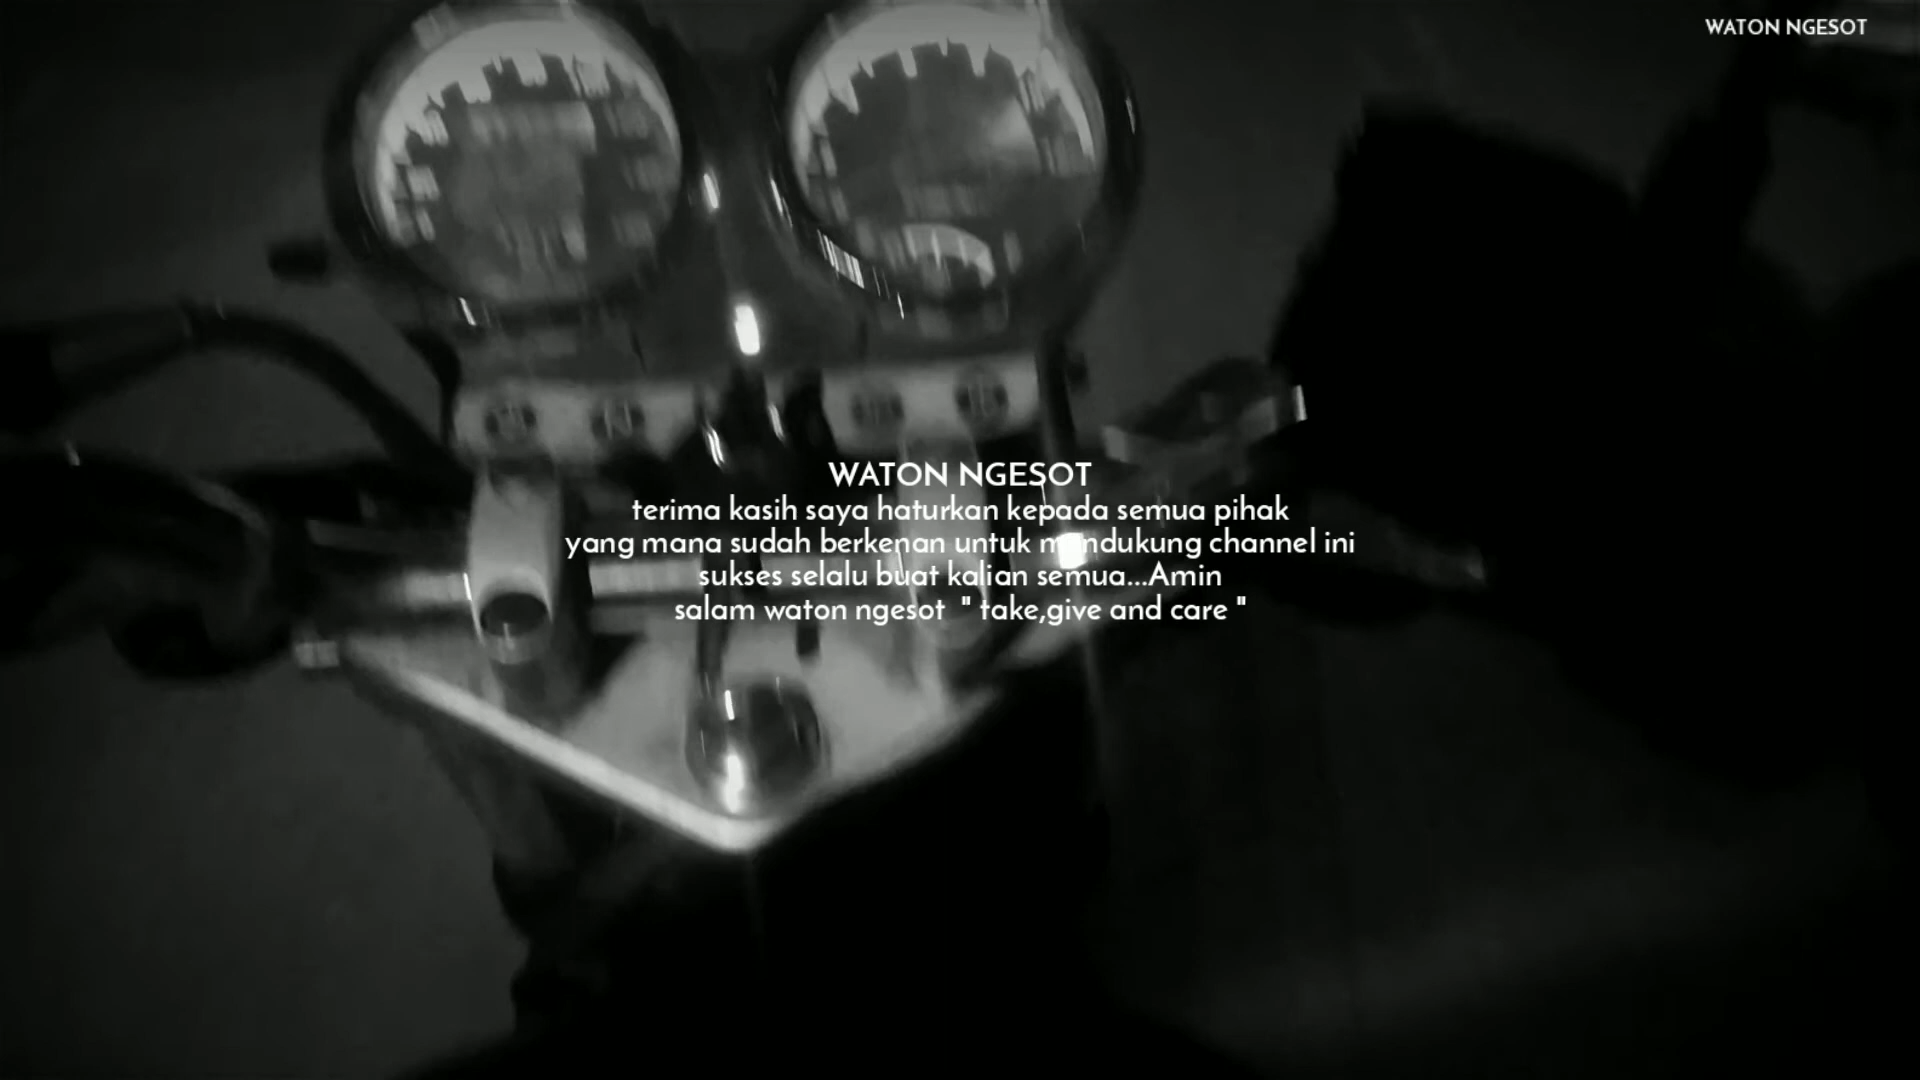 WATON NGESOT
WATON NGESOT
terima kasih saya haturkan kepada semua pihak
yang mana sudah berkenan untuk mendukung channel ini
sukses selalu buat kalian semua...Amin
salam waton ngesot " take,give and care "